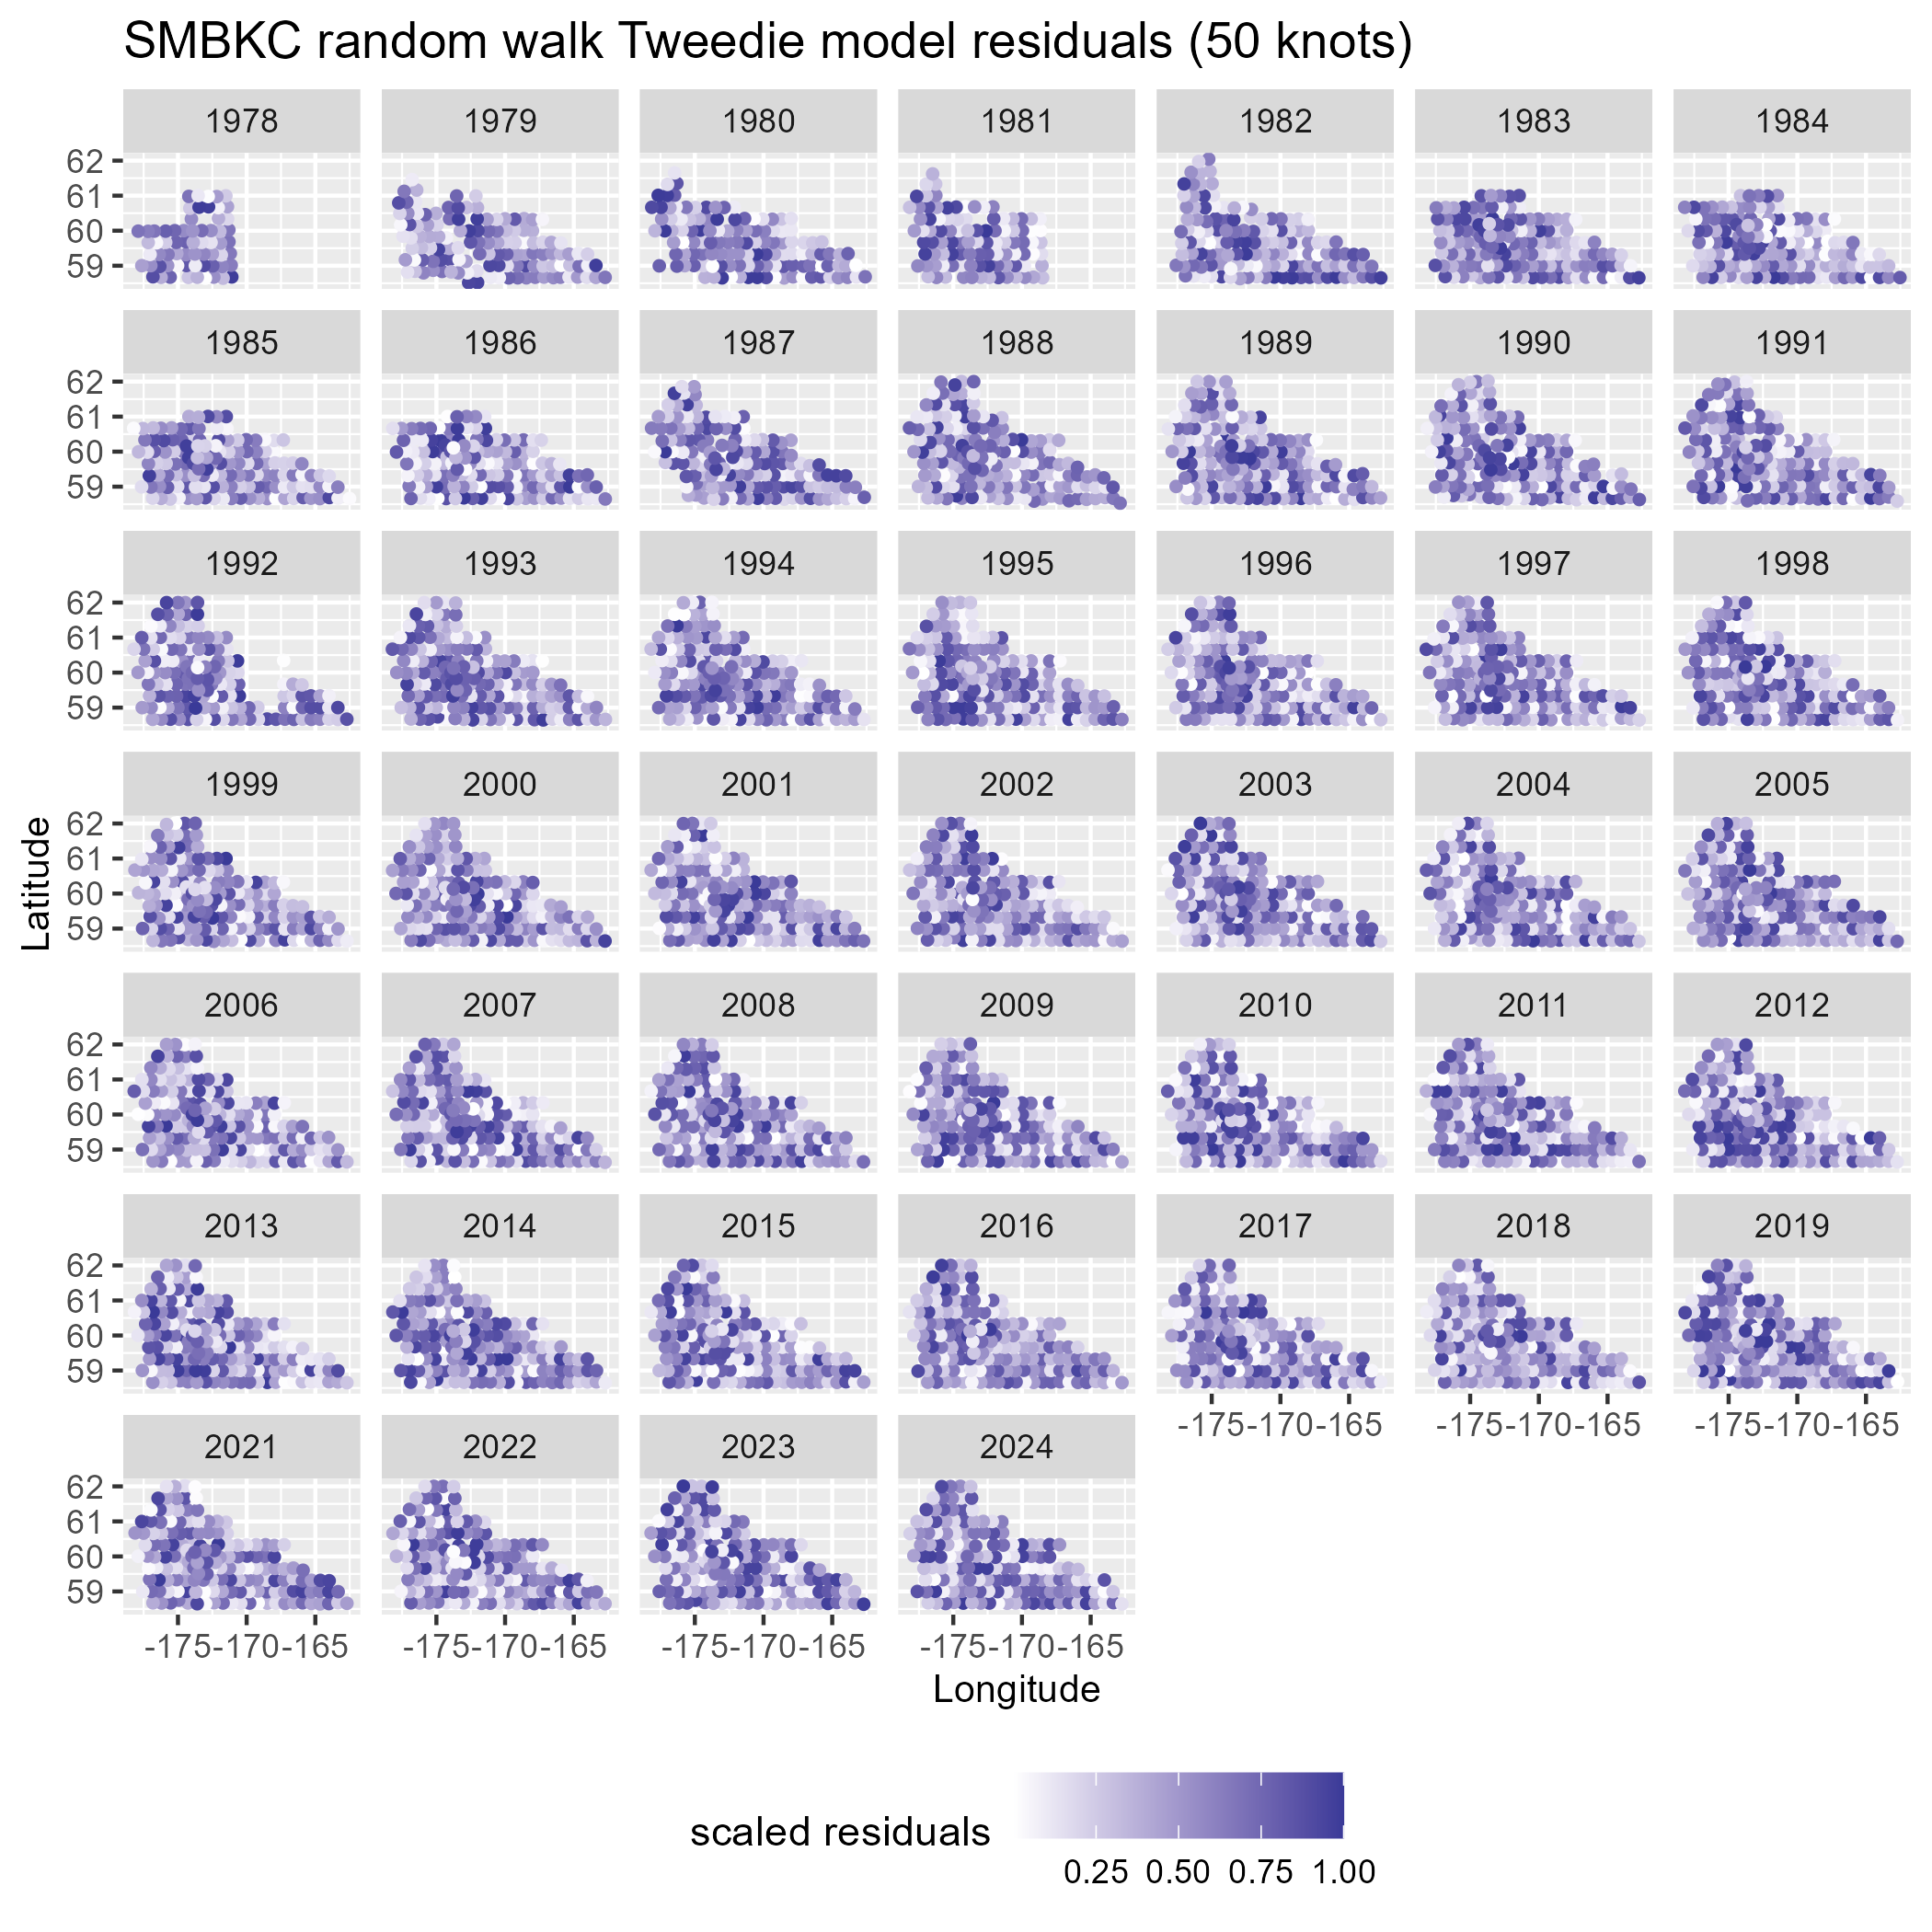 SMBKC random walk Tweedie model residuals (50 knots)
1978 1979 1980 1981 1982 1983 1984
62
61
60
59
1985 1986 1987 1988 1989 1990 1991
62
61
60
59
1992 1993 1994 1995 1996 1997 1998
62
61
60
59
1999 2000 2001 2002 2003 2004 2005
62
61
60
59
Latitude
2006 2007 2008 2009 2010 2011 2012
62
61
60
59
2013 2014 2015 2016 2017 2018 2019
62
61
60
59
-175 -170 -165 -175 -170 -165 -175 -170 -165
2021 2022 2023 2024
62
61
60
59
-175 -170 -165 -175 -170 -165 -175 -170 -165 -175 -170 -165
Longitude
scaled residuals
0.25 0.50 0.75 1.00